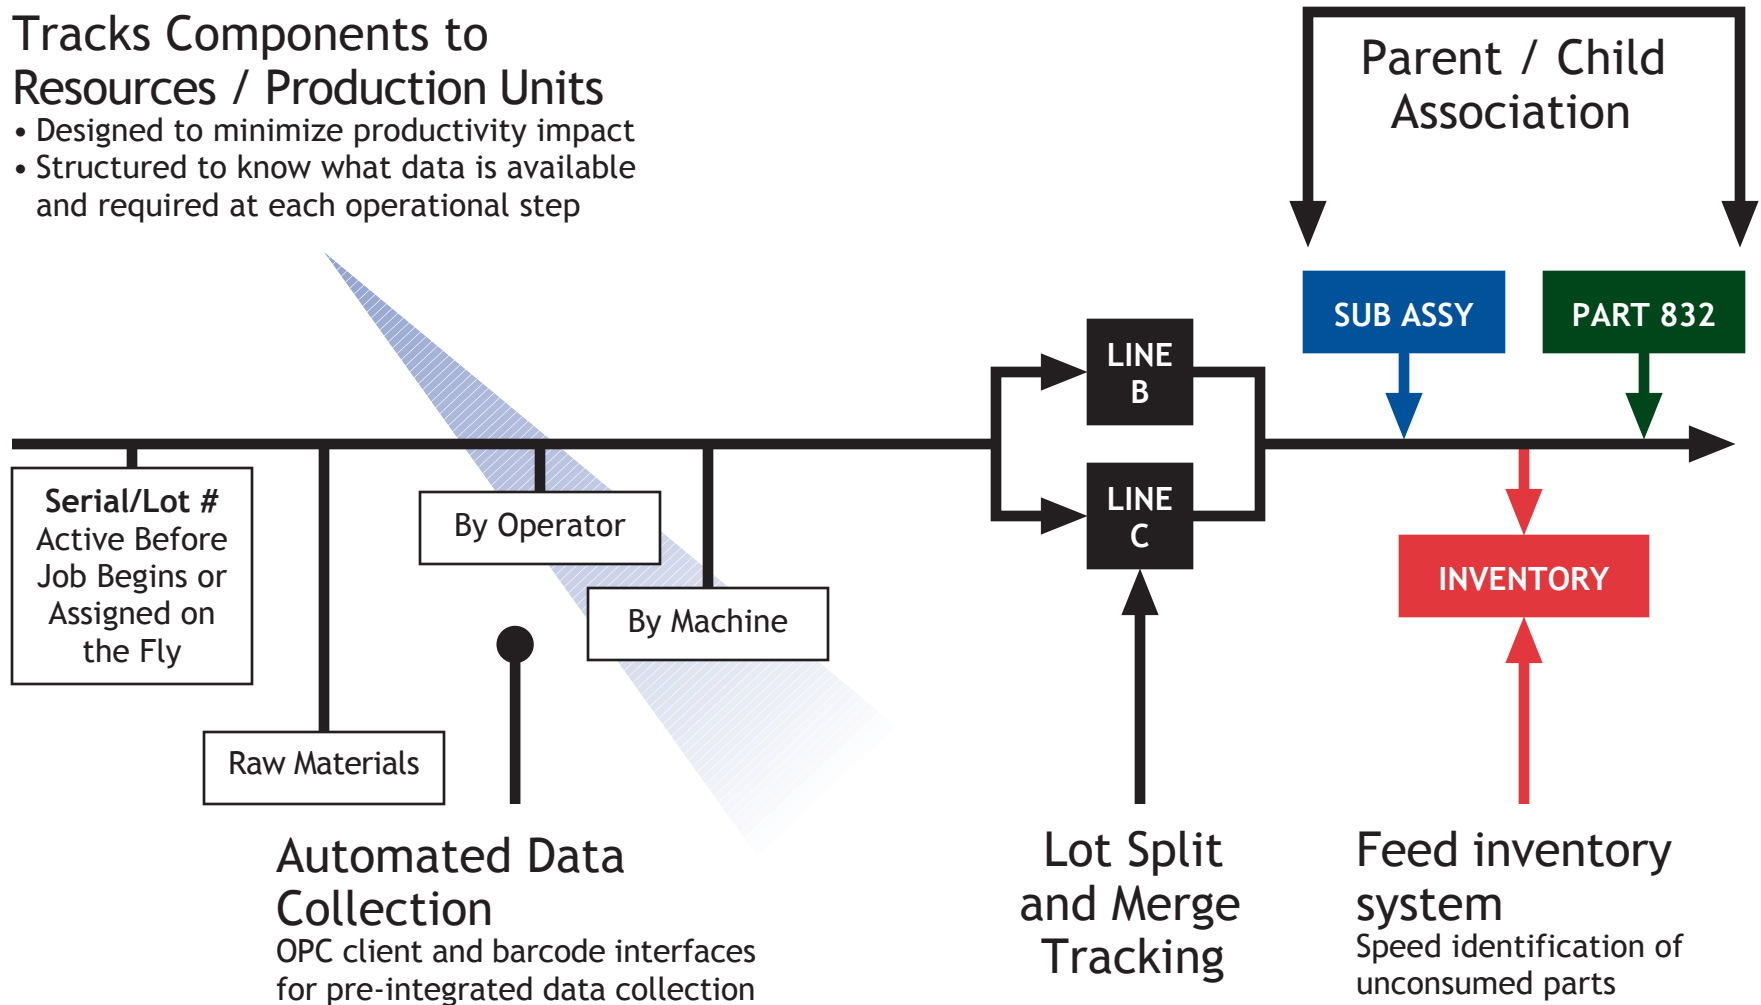 Tracks Components to
Resources / Production Units
• Designed to minimize productivity impact
• Structured to know what data is available
and required at each operational step
Parent / Child
Association
SUB ASSY
PART 832
LINE
B
LINE
C
Serial/Lot #
Active Before
Job Begins or
Assigned on
the Fly
By Operator
By Machine
INVENTORY
Raw Materials
Automated Data
Collection
OPC client and barcode interfaces
for pre-integrated data collection
Lot Split
and Merge
Tracking
Feed inventory
system
Speed identification of
unconsumed parts